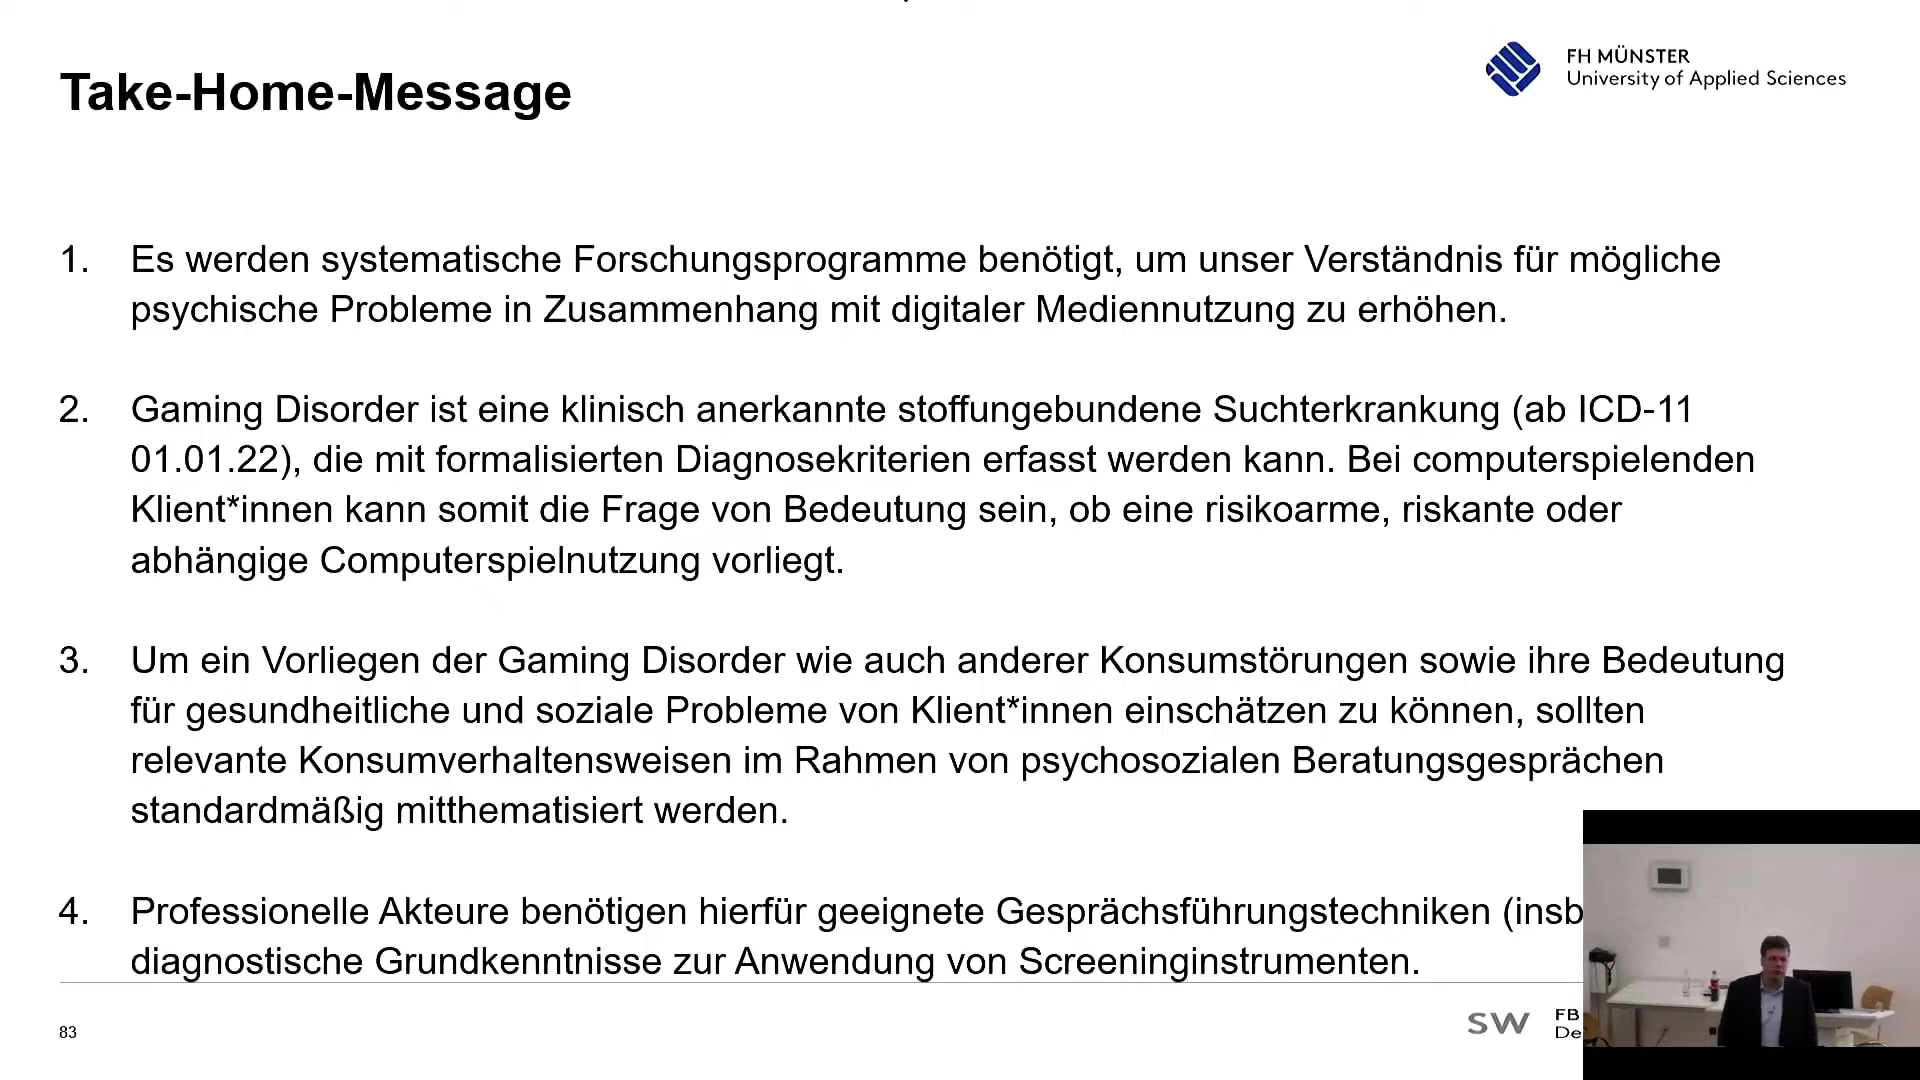 FH MÜNSTER
University of Applied Sciences
Take-Home-Message
1. Es werden systematische Forschungsprogramme benötigt, um unser Verständnis für mögliche
psychische Probleme in Zusammenhang mit digitaler Mediennutzung zu erhöhen.
2. Gaming Disorder ist eine klinisch anerkannte stoffungebundene Suchterkrankung (ab ICD-11
01.01.22), die mit formalisierten Diagnosekriterien erfasst werden kann. Bei computerspielenden
Klient*innen kann somit die Frage von Bedeutung sein, ob eine risikoarme, riskante oder
abhängige Computerspielnutzung vorliegt.
3. Um ein Vorliegen der Gaming Disorder wie auch anderer Konsumstörungen sowie ihre Bedeutung
für gesundheitliche und soziale Probleme von Klient*innen einschätzen zu können, sollten
relevante Konsumverhaltensweisen im Rahmen von psychosozialen Beratungsgesprächen
standardmäßig mitthematisiert werden.
4. Professionelle Akteure benötigen hierfür geeignete Gesprächsführungstechniken (insb
diagnostische Grundkenntnisse zur Anwendung von Screeninginstrumenten.
83
SW
FB
De